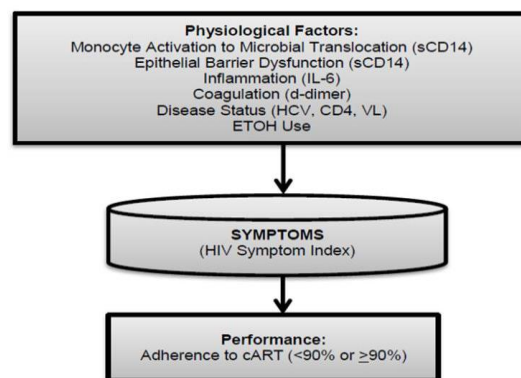 Physiological Factors:
Monocyte Activation to Microbial Translocation (sCD14)
Epithelial Barrier Dysfunction (sCD14)
Inflammation (IL-6)
Coagulation (d-dimer)
Disease Status (HCV, CD4, VL)
ETOH Use
SYMPTOMS
(HIV Symptom Index)
Performance:
Adherence to cART (<90% or ≥90%)